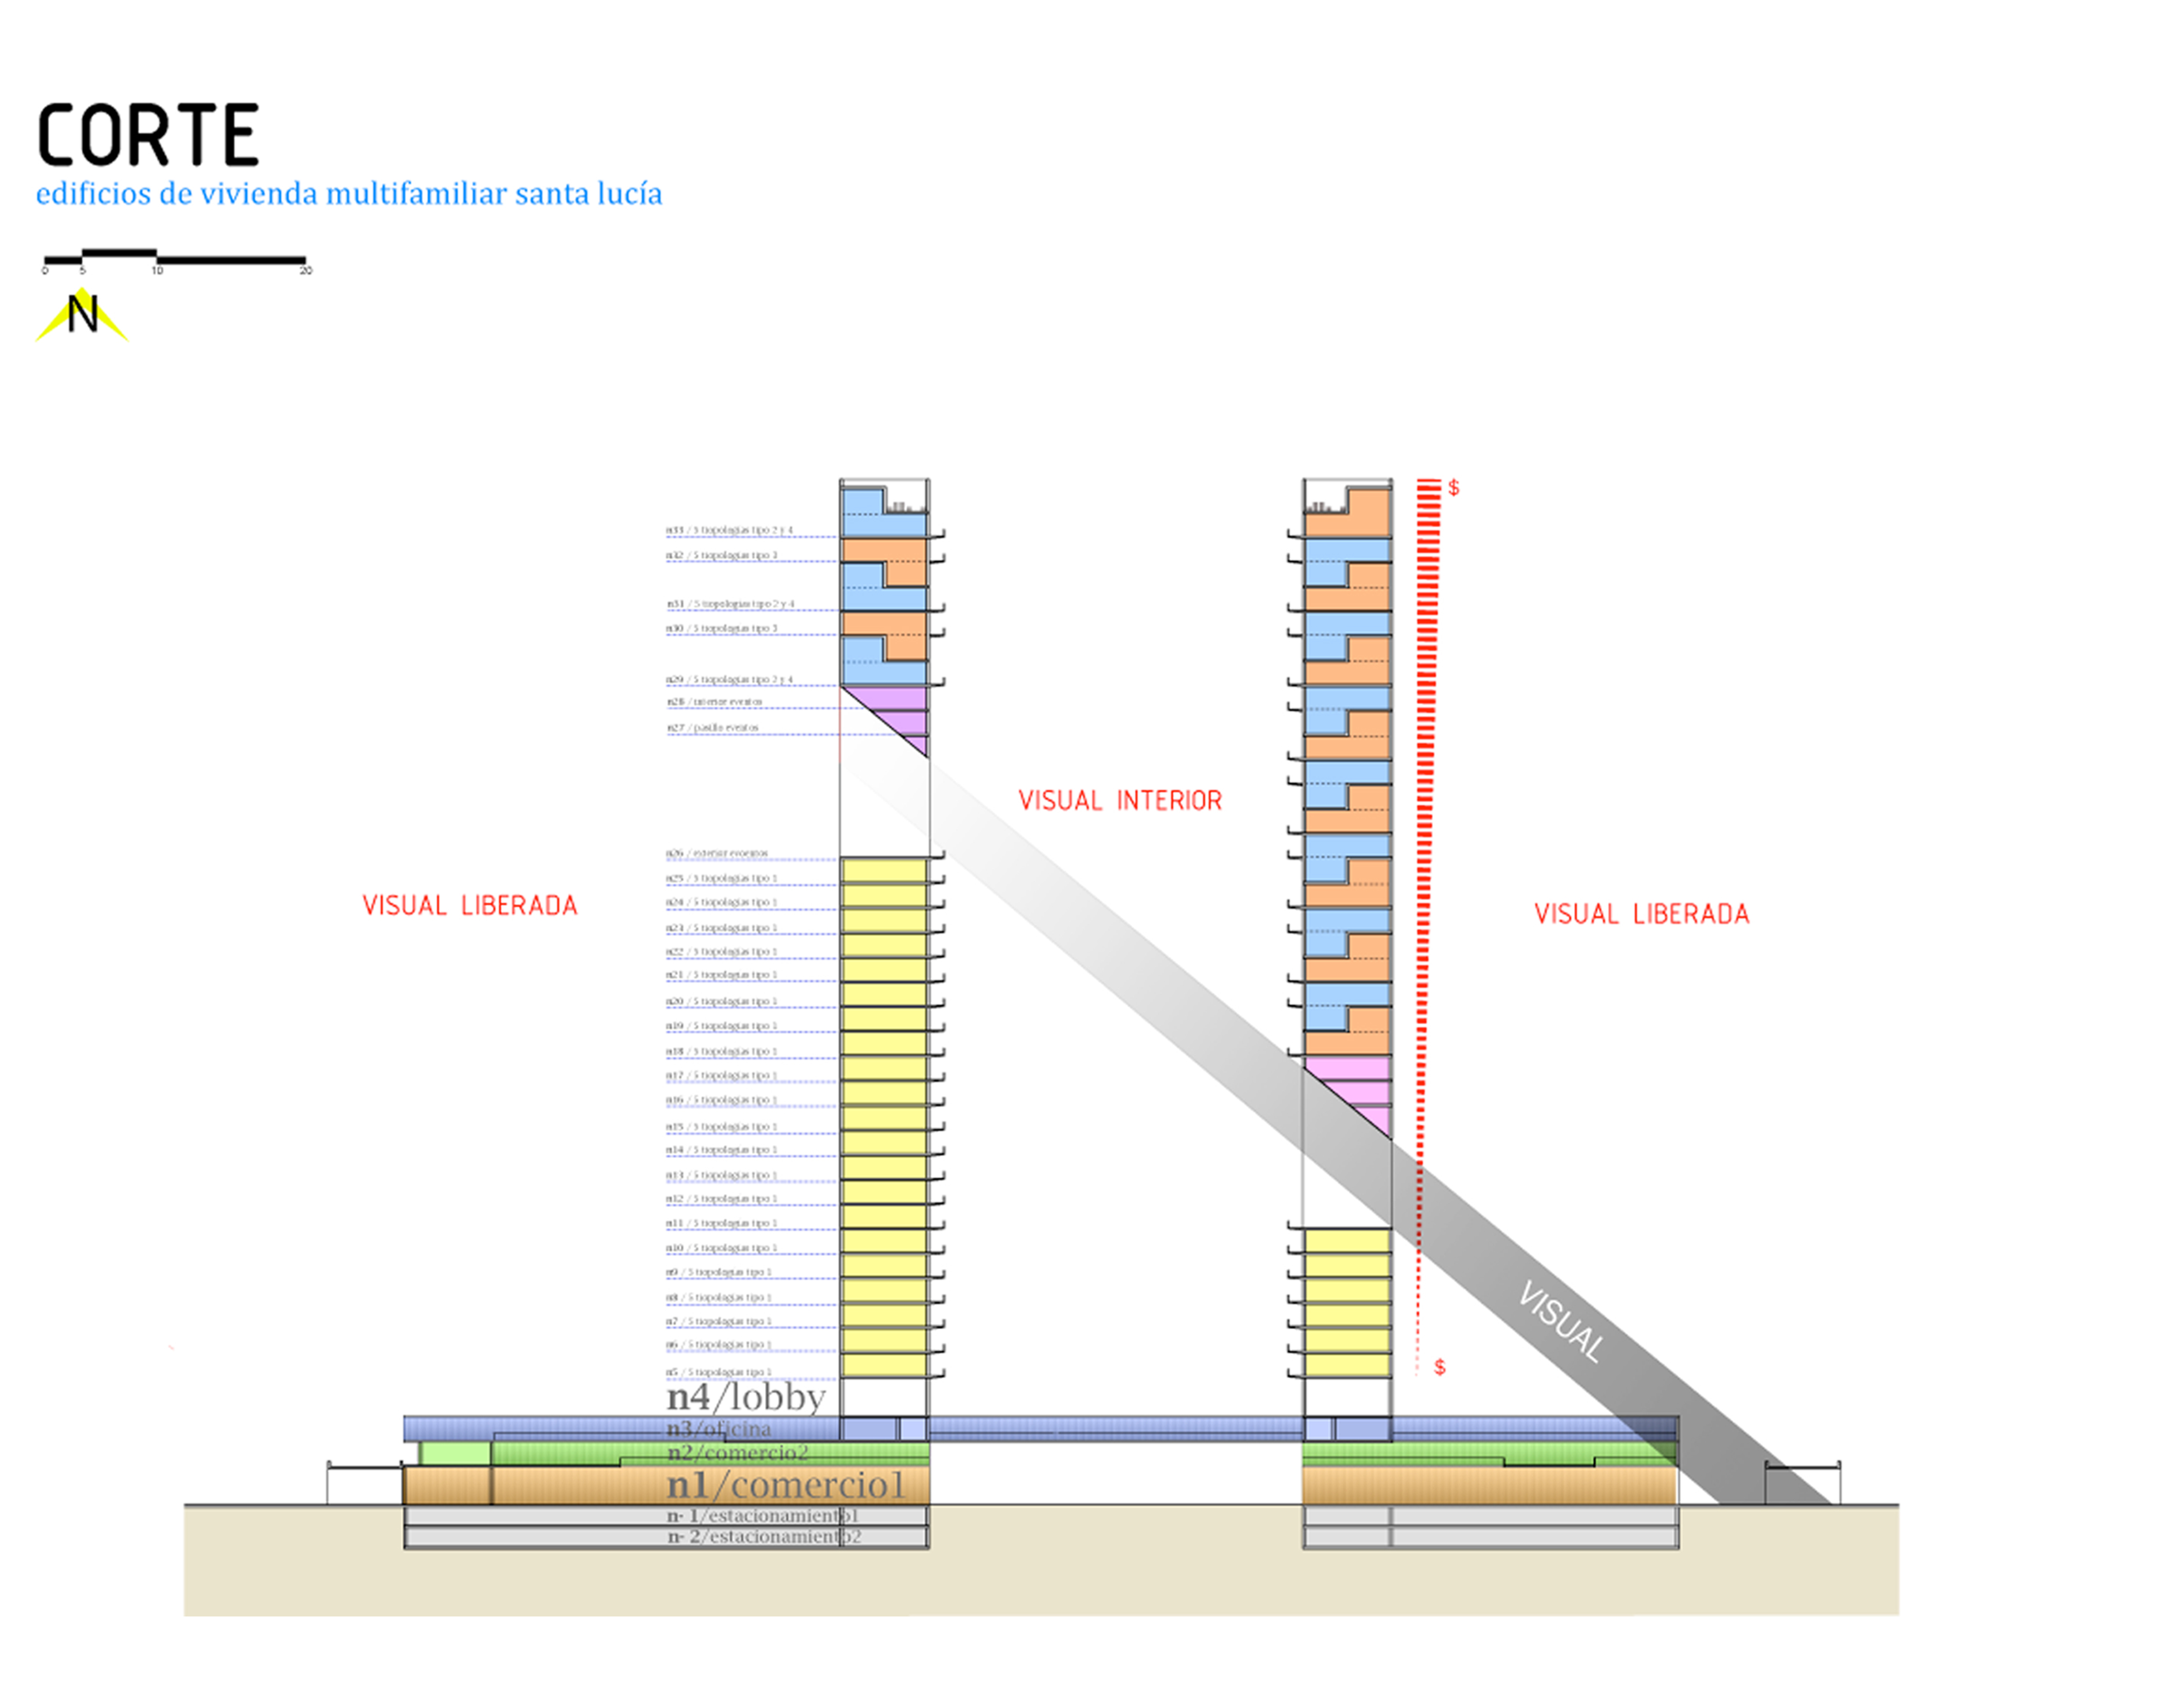 CORTE
edificios de vivienda multifamiliar santa lucía
0 5 10 20
N
$
n33 / 5 tiopologias tipo 2 y 4
n32 / 5 tiopologias tipo 3
n31 / 5 tiopologias tipo 2 y 4
n30 / 5 tiopologias tipo 3
n29 / 5 tiopologias tipo 2 y 4
n28 / interior eventos
n27 / pasillo eventos
VISUAL INTERIOR
n26 / exterior eventos
n25 / 5 tiopologias tipo 1
VISUAL LIBERADA
n24 / 5 tiopologias tipo 1
VISUAL LIBERADA
n23 / 5 tiopologias tipo 1
n22 / 5 tiopologias tipo 1
n21 / 5 tiopologias tipo 1
n20 / 5 tiopologias tipo 1
n19 / 5 tiopologias tipo 1
n18 / 5 tiopologias tipo 1
n17 / 5 tiopologias tipo 1
n16 / 5 tiopologias tipo 1
n15 / 5 tiopologias tipo 1
n14 / 5 tiopologias tipo 1
n13 / 5 tiopologias tipo 1
n12 / 5 tiopologias tipo 1
n11 / 5 tiopologias tipo 1
n10 / 5 tiopologias tipo 1
n9 / 5 tiopologias tipo 1
n8 / 5 tiopologias tipo 1
n7 / 5 tiopologias tipo 1
VISUAL
n6 / 5 tiopologias tipo 1
n5 / 5 tiopologias tipo 1
$
n4/lobby
n3/oficina
n2/comercio2
n1/comercio1
n- 1/estacionamiento1
n- 2/estacionamiento2